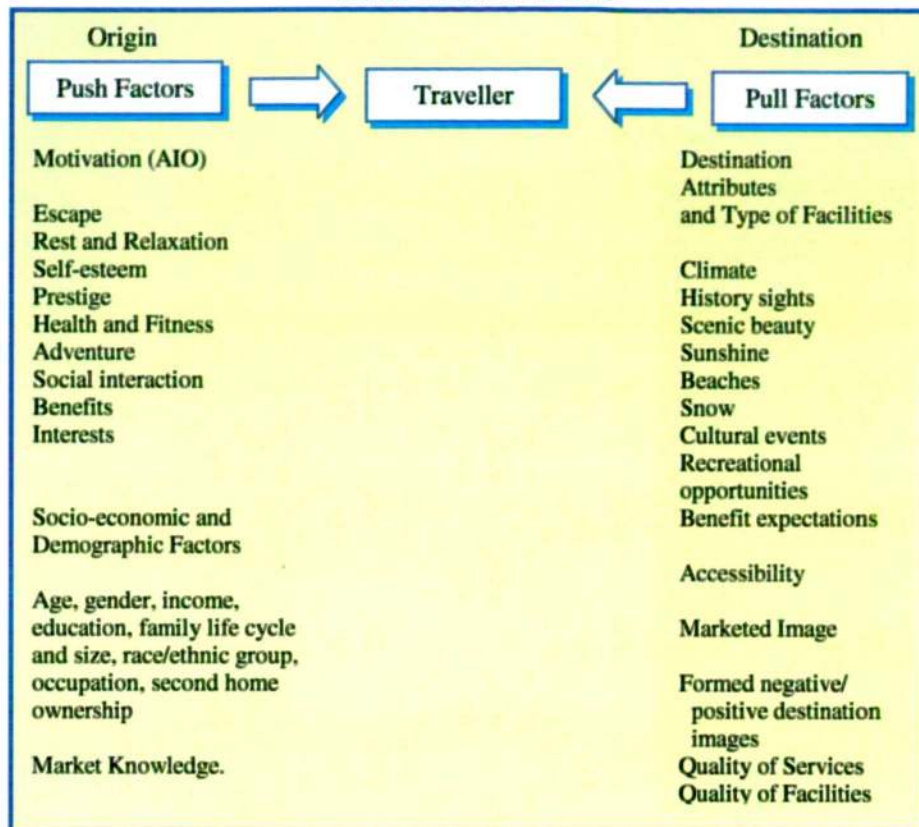 Origin
Destination
Push Factors
Traveller
Pull Factors
Motivation (AIO)
Escape
Rest and Relaxation
Self-esteem
Prestige
Health and Fitness
Adventure
Social interaction
Benefits
Interests
Socio-economic and
Demographic Factors
Age, gender, income,
education, family life cycle
and size, race/ethnic group,
occupation, second home
ownership
Market Knowledge.
Destination
Attributes
and Type of Facilities
Climate
History sights
Scenic beauty
Sunshine
Beaches
Snow
Cultural events
Recreational
opportunities
Benefit expectations
Accessibility
Marketed Image
Formed negative/
positive destination
images
Quality of Services
Quality of Facilities